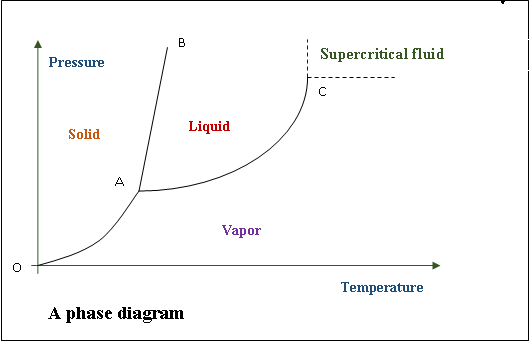 B
Supercritical fluid
Pressure
C
Liquid
Solid
A
Vapor
O
Temperature
A phase diagram